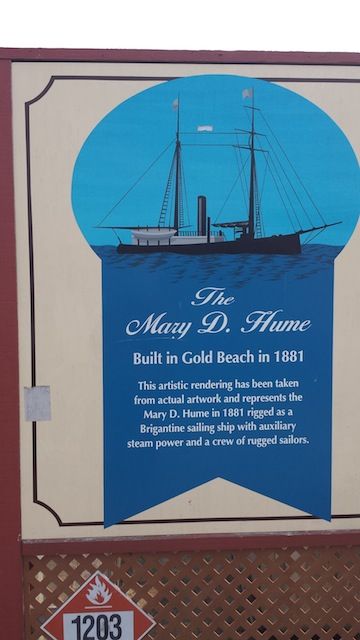 The
Mary D. Hume
Built in Gold Beach in 1881
This artistic rendering has been taken
from actual artwork and represents the
Mary D. Hume in 1881 rigged as a
Brigantine sailing ship with auxiliary
steam power and a crew of rugged sailors.
1203